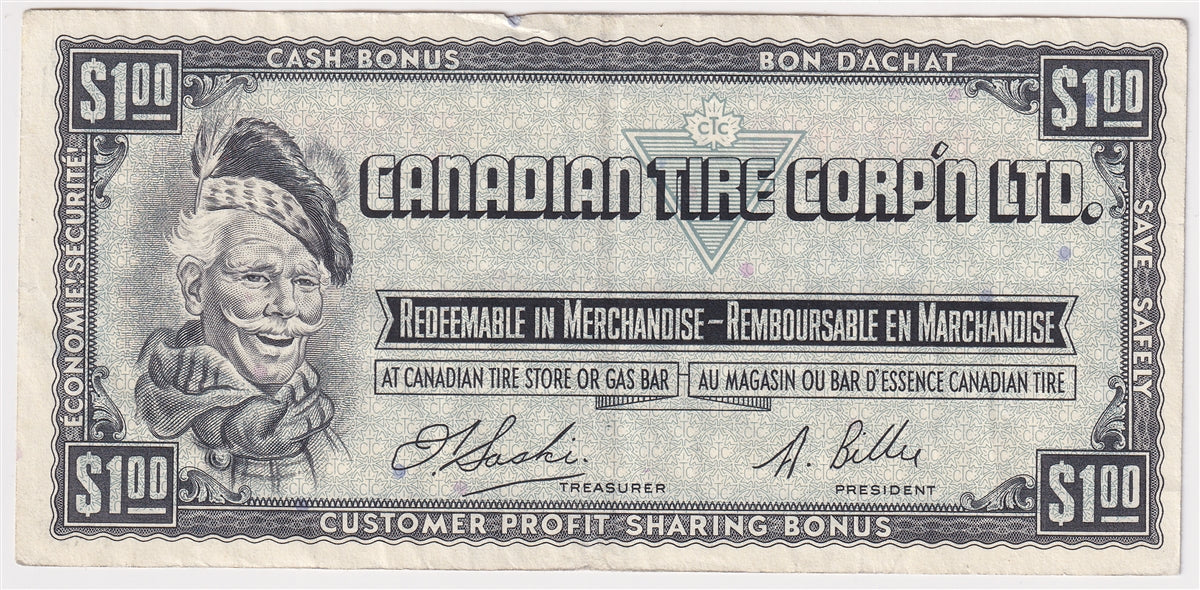 CASH BONUS BON D'ACHAT
$1.00 $1.00
CTC
CANADIAN TIRE CORP'N LTD.
ÉCONOMIE! SÉCURITÉ!
SAVE SAFELY
REDEEMABLE IN MERCHANDISE – REMBOURSABLE EN MARCHANDISE
AT CANADIAN TIRE STORE OR GAS BAR AU MAGASIN OU BAR D'ESSENCE CANADIAN TIRE
TREASURER PRESIDENT
$1.00 $1.00
CUSTOMER PROFIT SHARING BONUS